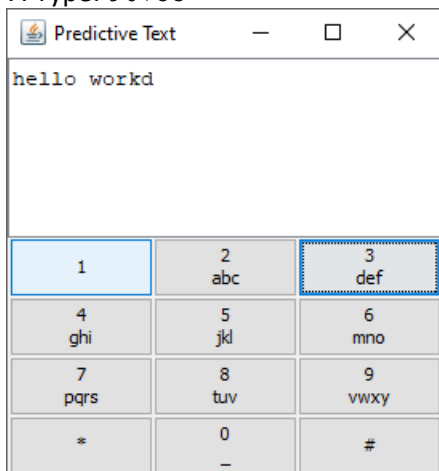 Predictive Text
hello workd
1
2
abc
3
def
4
ghi
5
jkl
6
mno
7
pqrs
8
tuv
9
vwxy
*
0
_
#